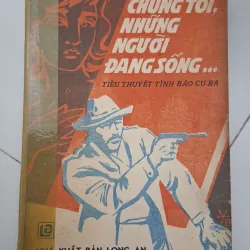 CHÚNG TÔI,
NHỮNG
NGƯỜI
ĐANG SỐNG...
TIỂU THUYẾT TÌNH BÁO CU-BA
NHÀ XUẤT BẢN LONG AN